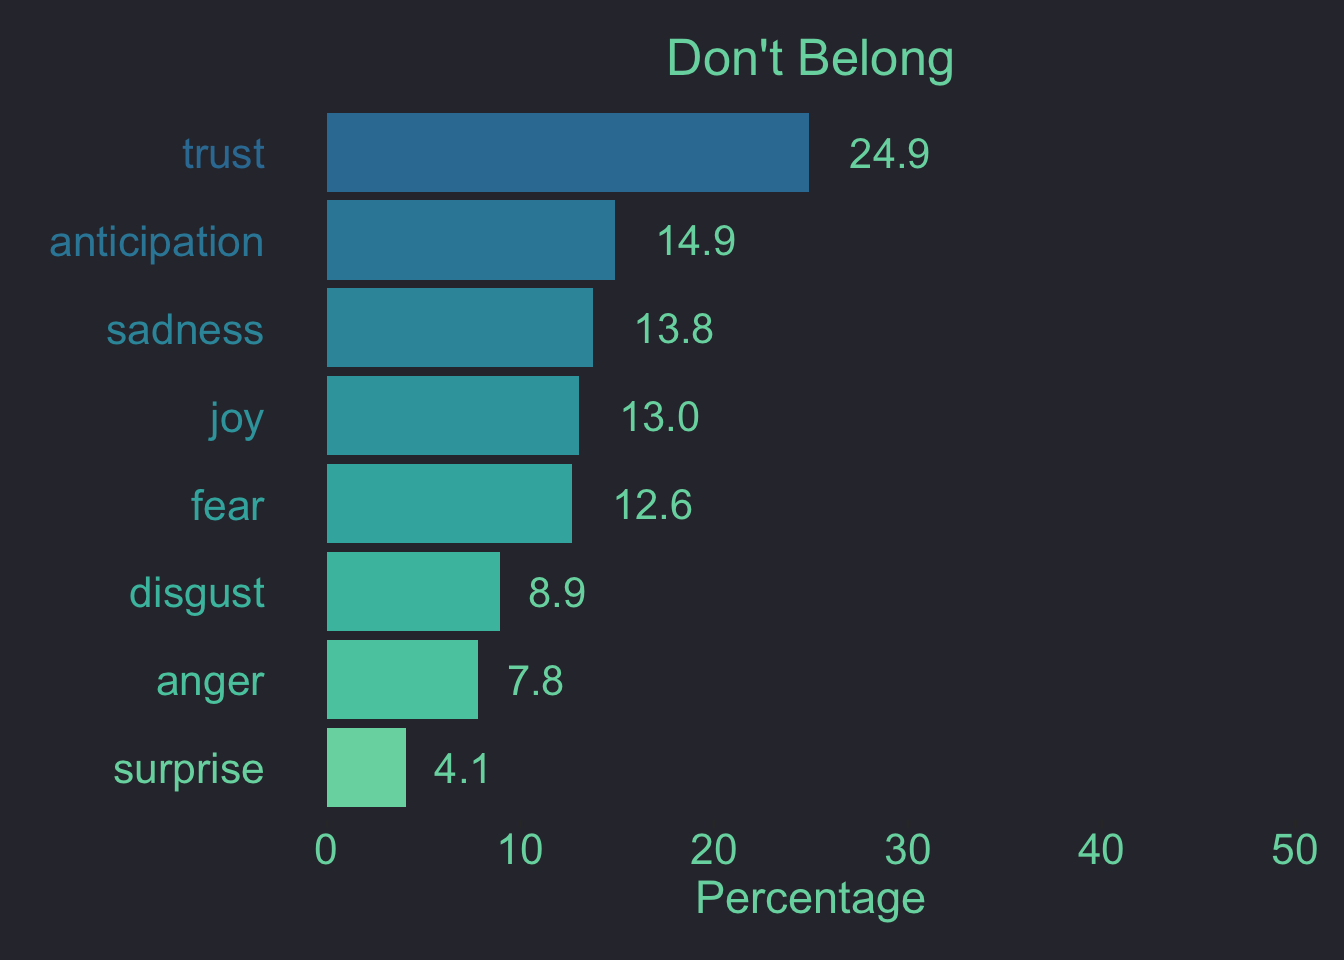 Don't Belong
trust 24.9
anticipation 14.9
sadness 13.8
joy 13.0
fear 12.6
disgust 8.9
anger 7.8
surprise 4.1
0 10 20 30 40 50
Percentage